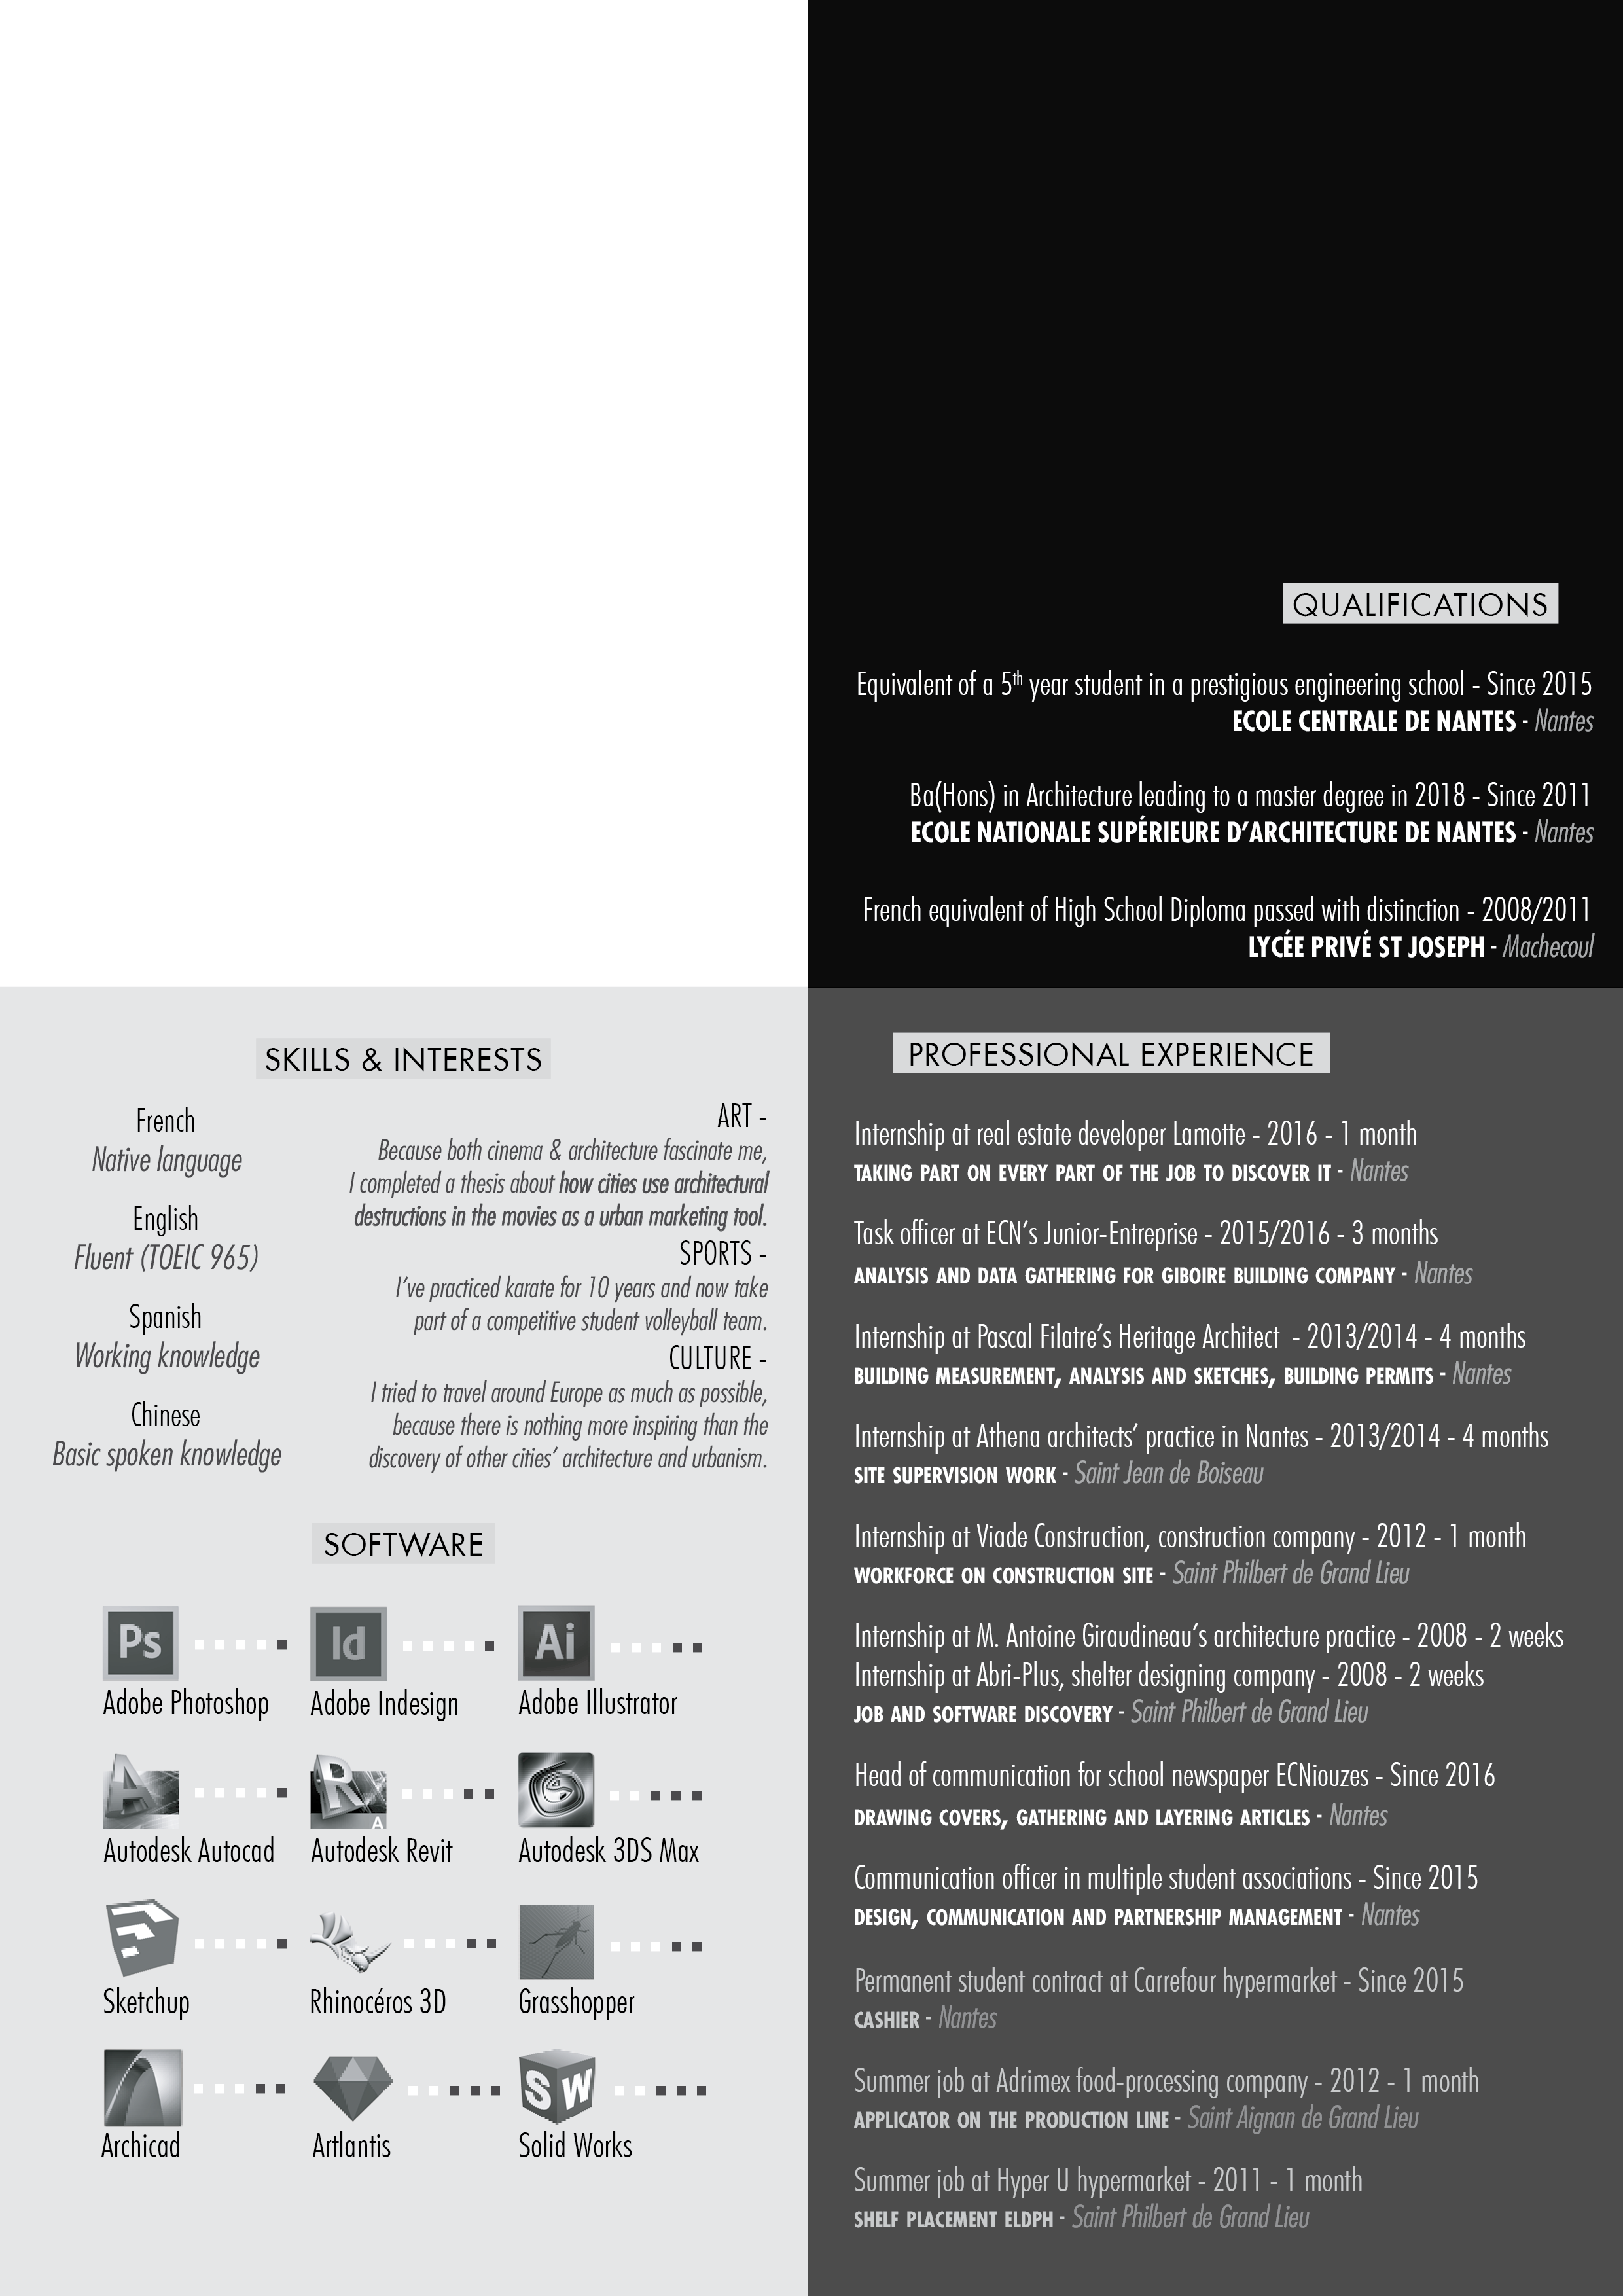 QUALIFICATIONS
Equivalent of a 5th year student in a prestigious engineering school - Since 2015
ECOLE CENTRALE DE NANTES - Nantes
Ba(Hons) in Architecture leading to a master degree in 2018 - Since 2011
ECOLE NATIONALE SUPÉRIEURE D’ARCHITECTURE DE NANTES - Nantes
French equivalent of High School Diploma passed with distinction - 2008/2011
LYCÉE PRIVÉ ST JOSEPH - Machecoul
SKILLS & INTERESTS
French
Native language
English
Fluent (TOEIC 965)
Spanish
Working knowledge
Chinese
Basic spoken knowledge
ART -
Because both cinema & architecture fascinate me,
I completed a thesis about how cities use architectural
destructions in the movies as a urban marketing tool.
SPORTS -
I’ve practiced karate for 10 years and now take
part of a competitive student volleyball team.
CULTURE -
I tried to travel around Europe as much as possible,
because there is nothing more inspiring than the
discovery of other cities’ architecture and urbanism.
SOFTWARE
Ps Id Ai
Adobe Photoshop Adobe Indesign Adobe Illustrator
A R A
Autodesk Autocad Autodesk Revit Autodesk 3DS Max
Sketchup Rhinocéros 3D Grasshopper
S W
Archicad Artlantis Solid Works
PROFESSIONAL EXPERIENCE
Internship at real estate developer Lamotte - 2016 - 1 month
TAKING PART ON EVERY PART OF THE JOB TO DISCOVER IT - Nantes
Task officer at ECN’s Junior-Entreprise - 2015/2016 - 3 months
ANALYSIS AND DATA GATHERING FOR GIBOIRE BUILDING COMPANY - Nantes
Internship at Pascal Filatre’s Heritage Architect - 2013/2014 - 4 months
BUILDING MEASUREMENT, ANALYSIS AND SKETCHES, BUILDING PERMITS - Nantes
Internship at Athena architects’ practice in Nantes - 2013/2014 - 4 months
SITE SUPERVISION WORK - Saint Jean de Boiseau
Internship at Viade Construction, construction company - 2012 - 1 month
WORKFORCE ON CONSTRUCTION SITE - Saint Philbert de Grand Lieu
Internship at M. Antoine Giraudineau’s architecture practice - 2008 - 2 weeks
Internship at Abri-Plus, shelter designing company - 2008 - 2 weeks
JOB AND SOFTWARE DISCOVERY - Saint Philbert de Grand Lieu
Head of communication for school newspaper ECNiouzes - Since 2016
DRAWING COVERS, GATHERING AND LAYERING ARTICLES - Nantes
Communication officer in multiple student associations - Since 2015
DESIGN, COMMUNICATION AND PARTNERSHIP MANAGEMENT - Nantes
Permanent student contract at Carrefour hypermarket - Since 2015
CASHIER - Nantes
Summer job at Adrimex food-processing company - 2012 - 1 month
APPLICATOR ON THE PRODUCTION LINE - Saint Aignan de Grand Lieu
Summer job at Hyper U hypermarket - 2011 - 1 month
SHELF PLACEMENT ELDPH - Saint Philbert de Grand Lieu